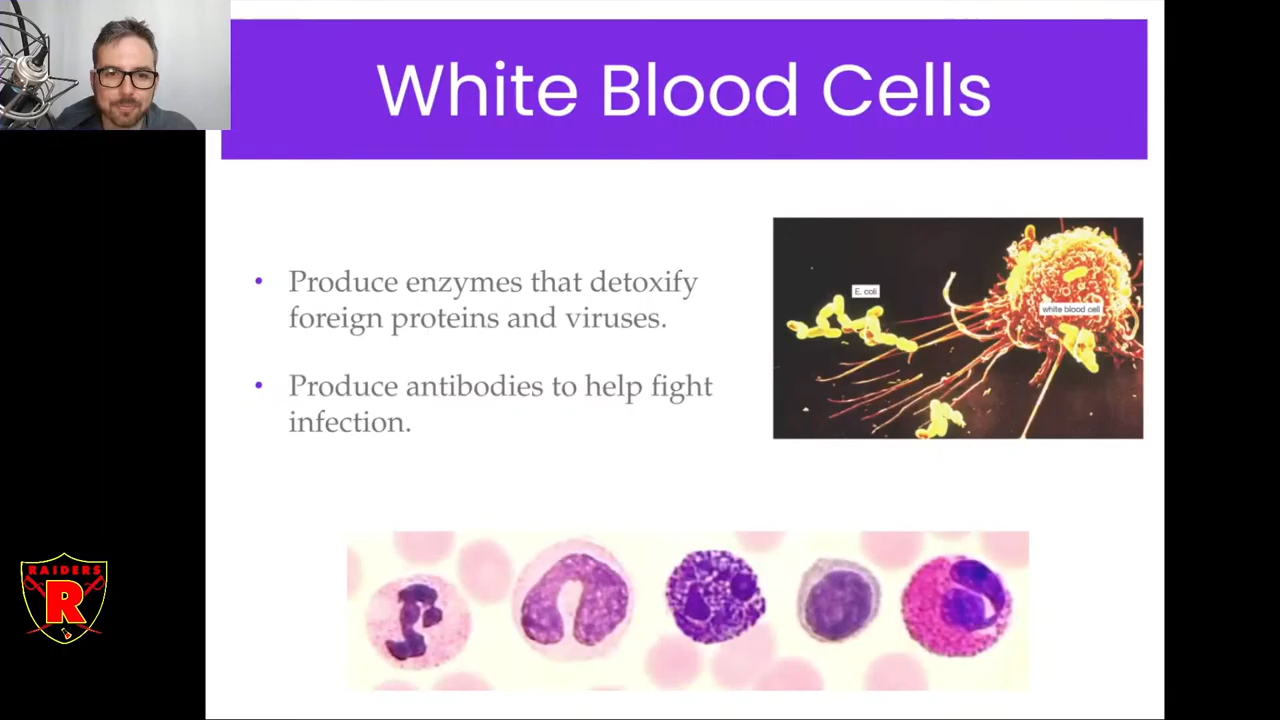 White Blood Cells
• Produce enzymes that detoxify
foreign proteins and viruses.
• Produce antibodies to help fight
infection.
E. coli
white blood cell
RAIDERS
R